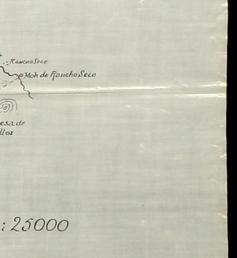 Rancho Seco
Moh de Rancho Seco
esa de
llos
: 25000